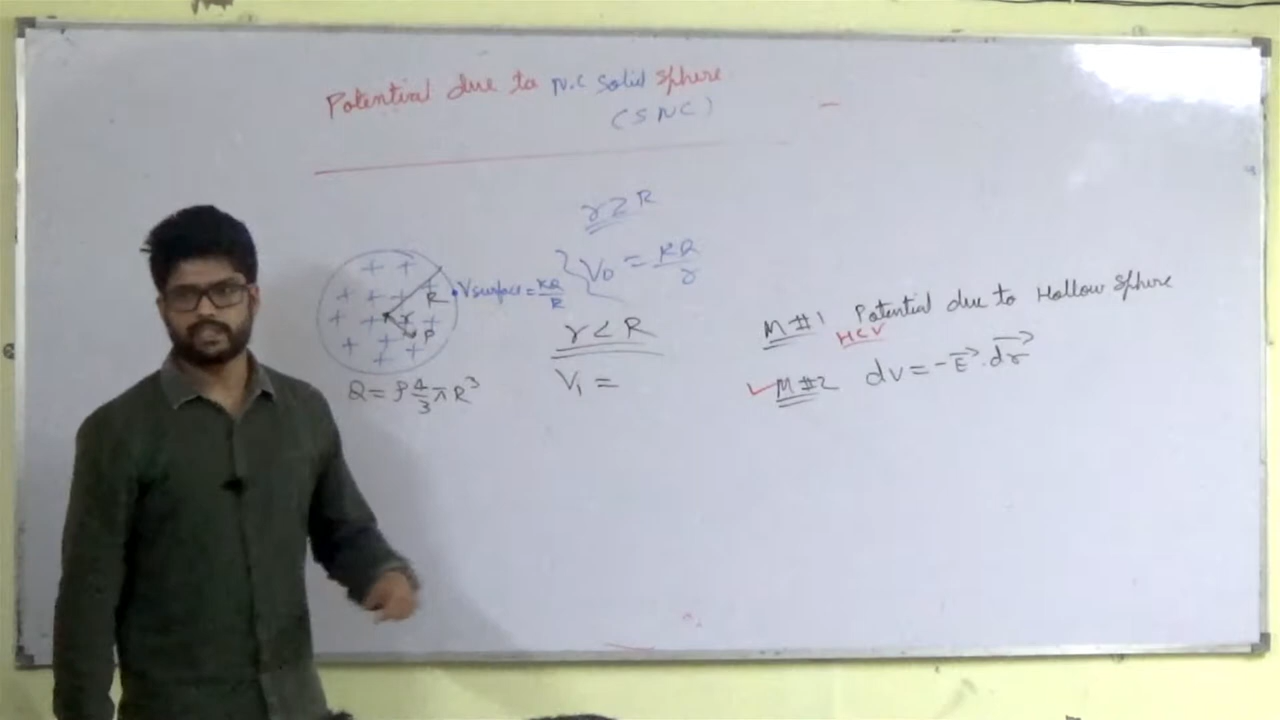 Potential due to N.C Solid Sphere
(SNC)
r ≥ R
V₀ = KQ/r
R
Vsurface = KQ/R
r
P
Q = ρ 4/3 π R³
r < R
Vᵢ =
M#1 Potential due to Hollow Sphere
HCV
✓ M#2 dv = -E⃗ . dr⃗